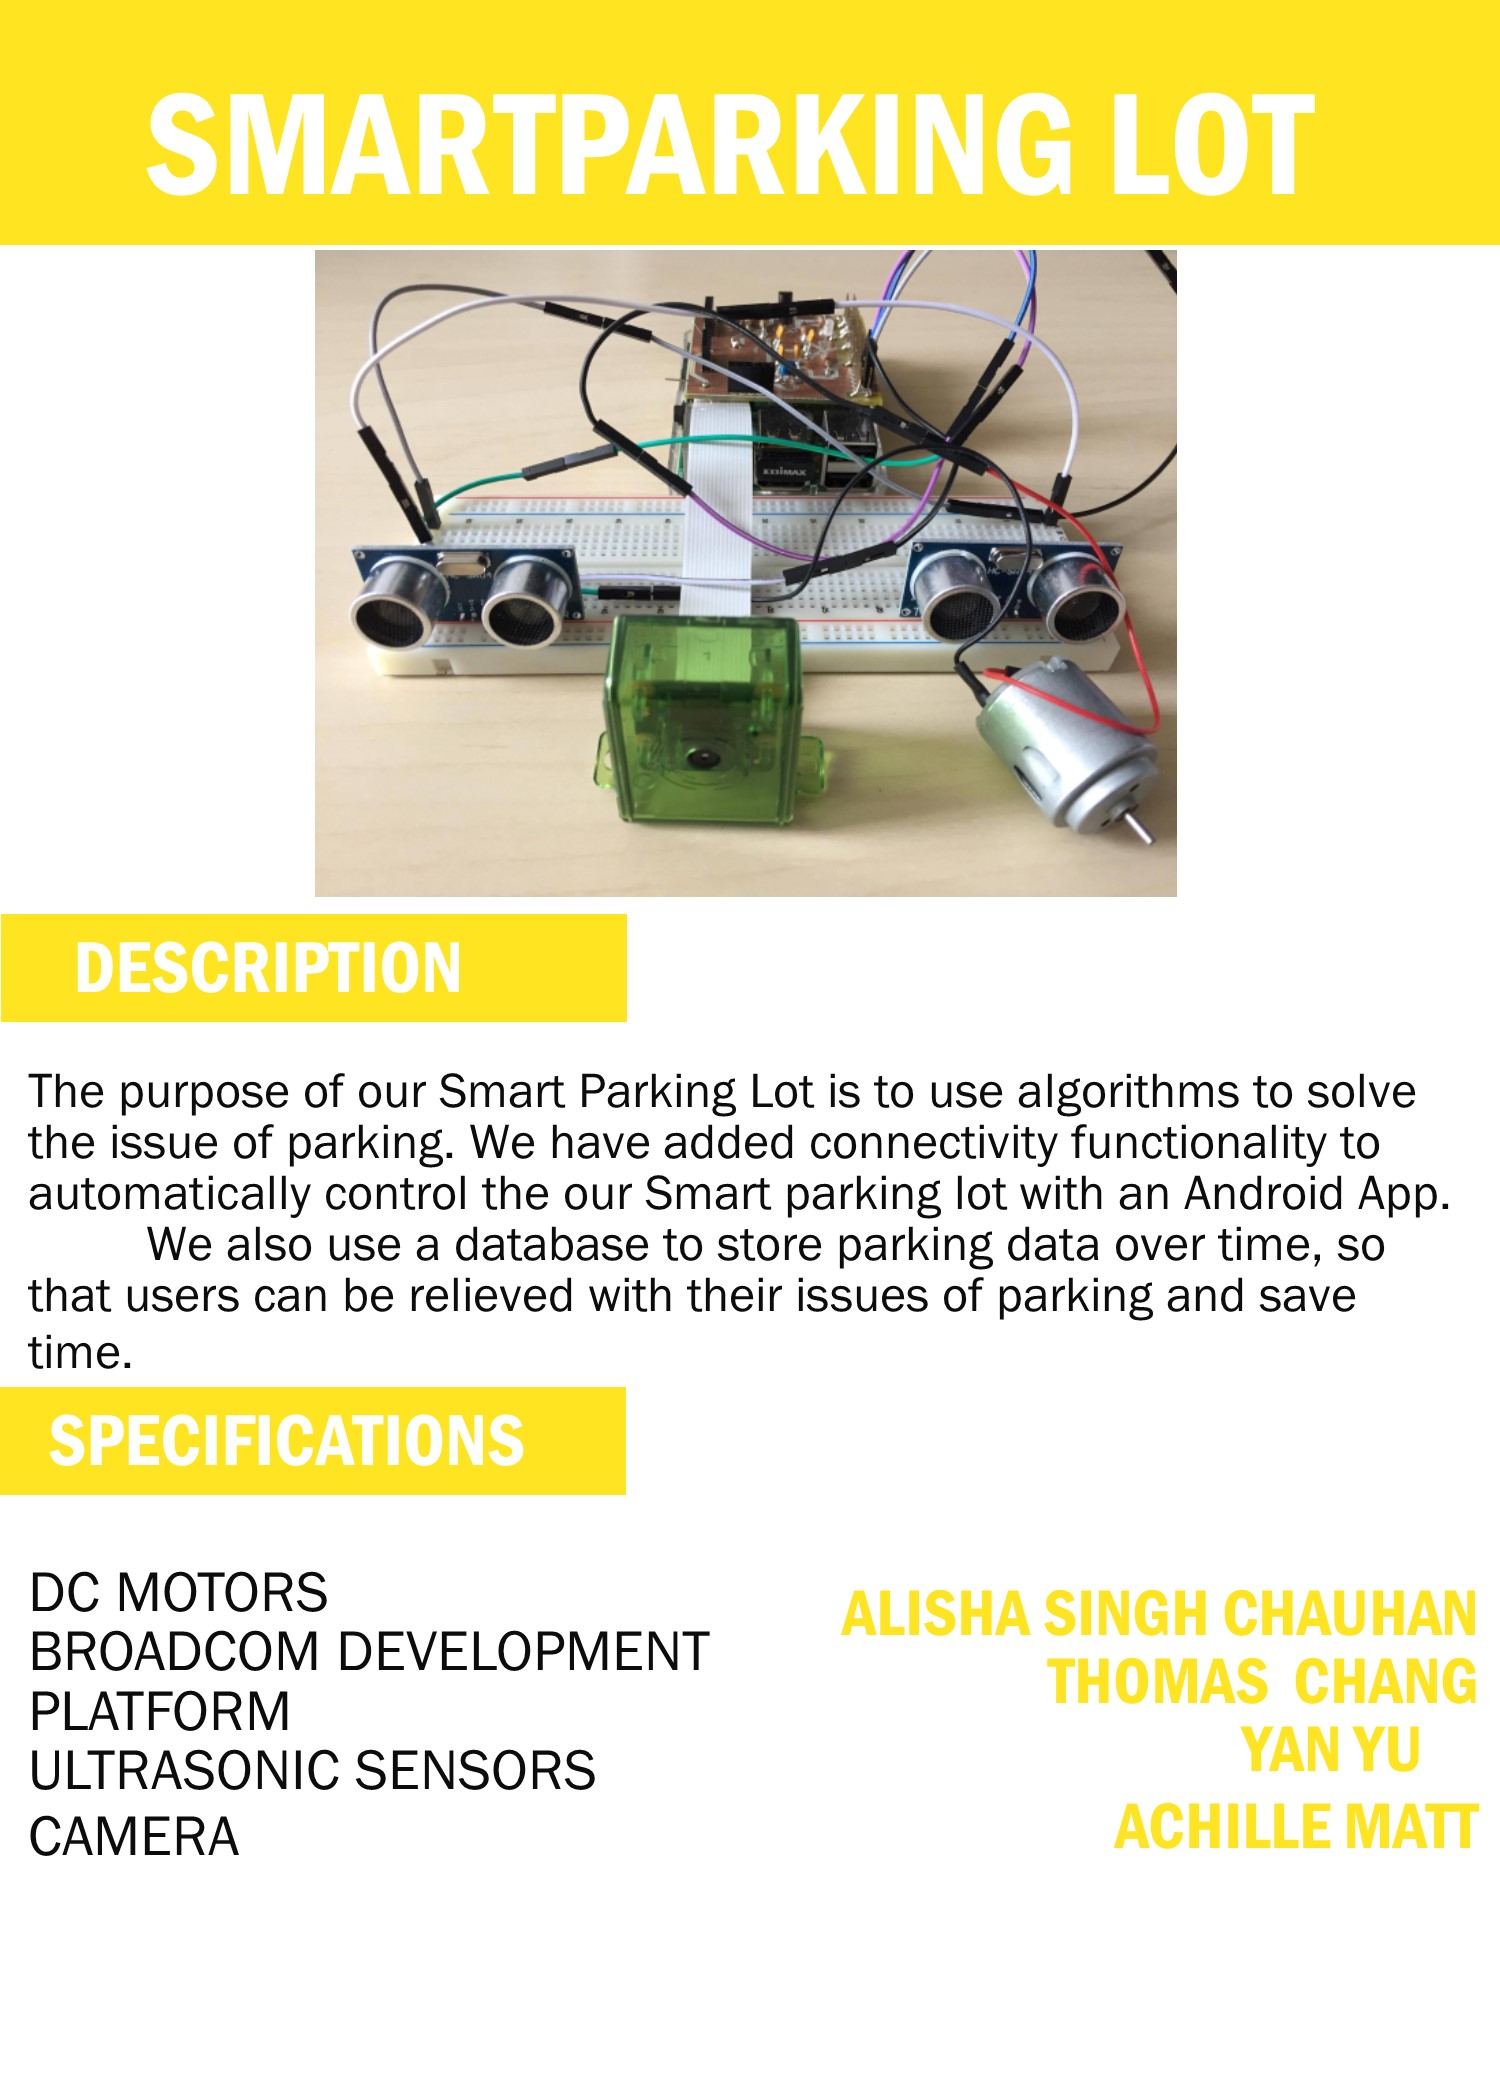 SMARTPARKING LOT
EDIMAX
DESCRIPTION
The purpose of our Smart Parking Lot is to use algorithms to solve
the issue of parking. We have added connectivity functionality to
automatically control the our Smart parking lot with an Android App.
We also use a database to store parking data over time, so
that users can be relieved with their issues of parking and save
time.
SPECIFICATIONS
DC MOTORS
BROADCOM DEVELOPMENT
PLATFORM
ULTRASONIC SENSORS
CAMERA
ALISHA SINGH CHAUHAN
THOMAS  CHANG
YAN YU
ACHILLE MATT